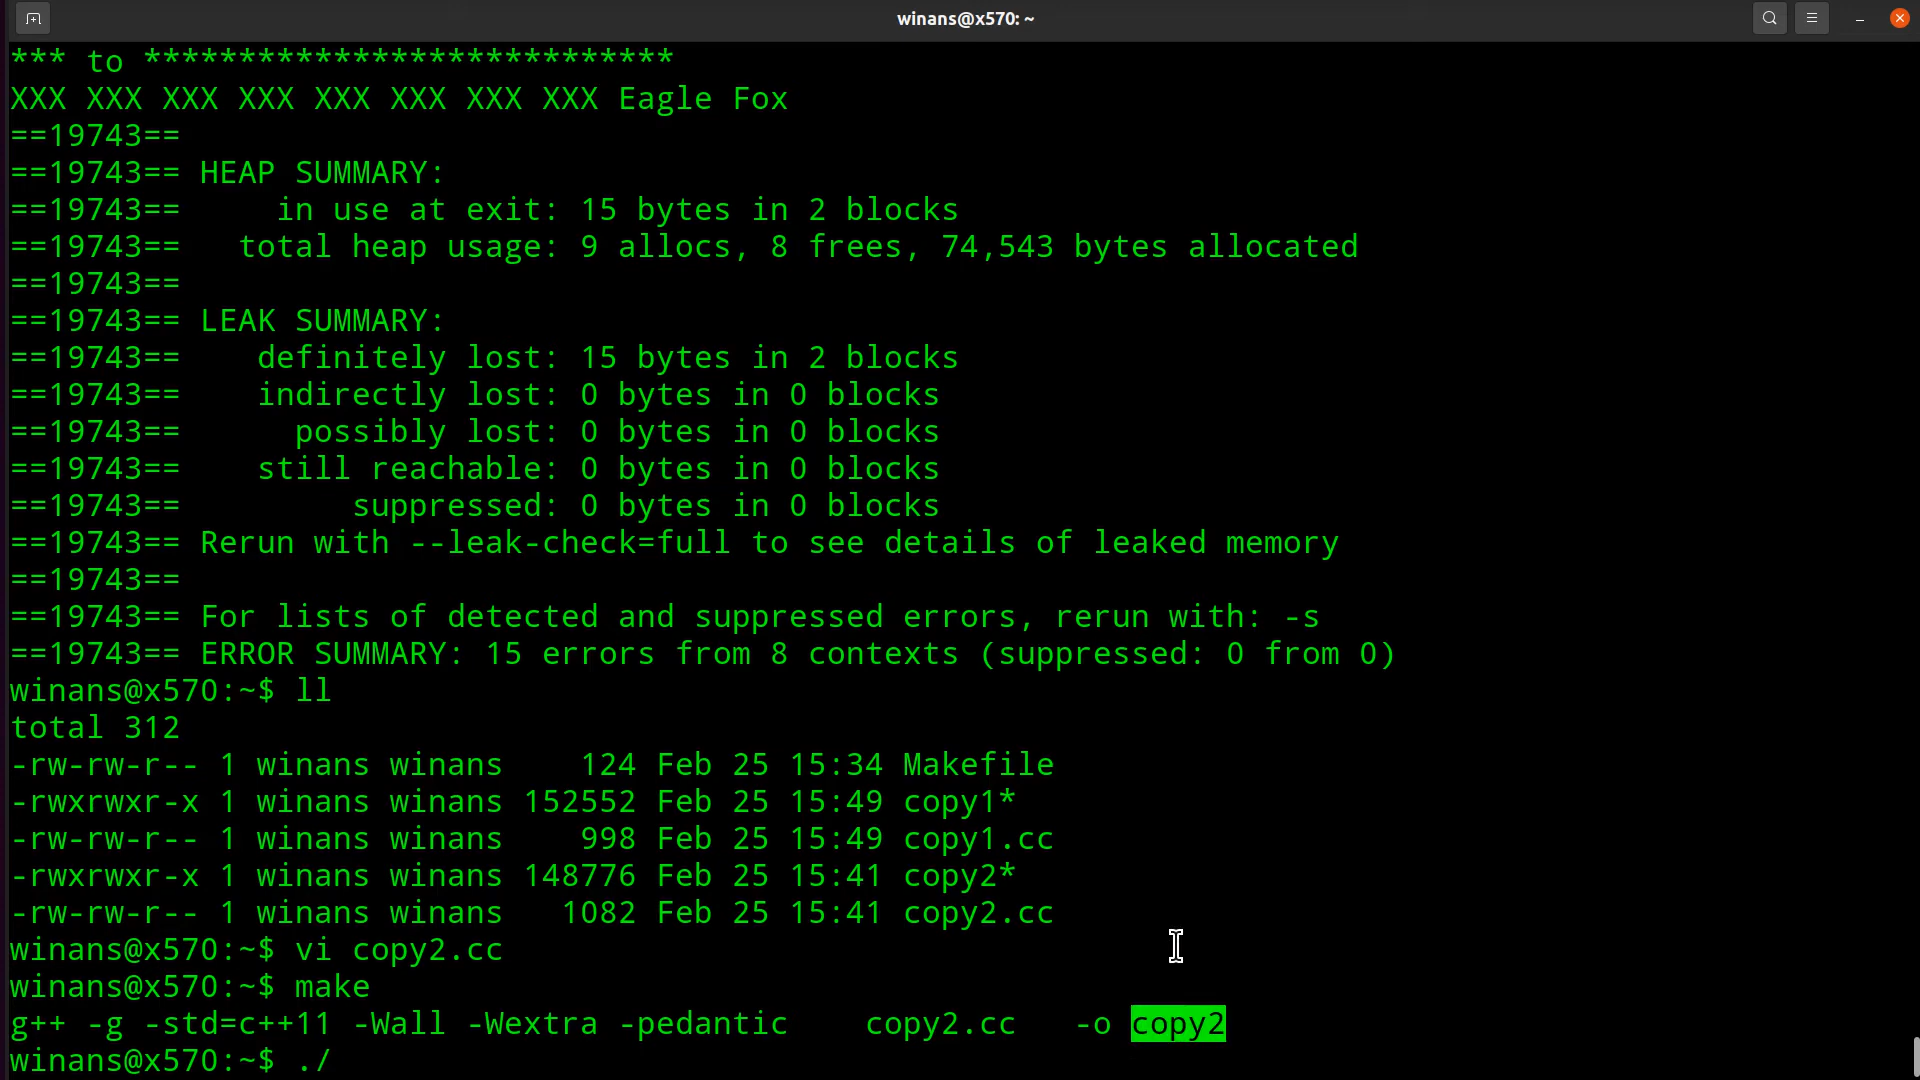 winans@x570: ~
*** to ****************************
XXX XXX XXX XXX XXX XXX XXX XXX Eagle Fox
==19743==
==19743== HEAP SUMMARY:
==19743==     in use at exit: 15 bytes in 2 blocks
==19743==   total heap usage: 9 allocs, 8 frees, 74,543 bytes allocated
==19743==
==19743== LEAK SUMMARY:
==19743==    definitely lost: 15 bytes in 2 blocks
==19743==    indirectly lost: 0 bytes in 0 blocks
==19743==      possibly lost: 0 bytes in 0 blocks
==19743==    still reachable: 0 bytes in 0 blocks
==19743==         suppressed: 0 bytes in 0 blocks
==19743== Rerun with --leak-check=full to see details of leaked memory
==19743==
==19743== For lists of detected and suppressed errors, rerun with: -s
==19743== ERROR SUMMARY: 15 errors from 8 contexts (suppressed: 0 from 0)
winans@x570:~$ ll
total 312
-rw-rw-r-- 1 winans winans    124 Feb 25 15:34 Makefile
-rwxrwxr-x 1 winans winans 152552 Feb 25 15:49 copy1*
-rw-rw-r-- 1 winans winans    998 Feb 25 15:49 copy1.cc
-rwxrwxr-x 1 winans winans 148776 Feb 25 15:41 copy2*
-rw-rw-r-- 1 winans winans   1082 Feb 25 15:41 copy2.cc
winans@x570:~$ vi copy2.cc
winans@x570:~$ make
g++ -g -std=c++11 -Wall -Wextra -pedantic    copy2.cc   -o copy2
winans@x570:~$ ./